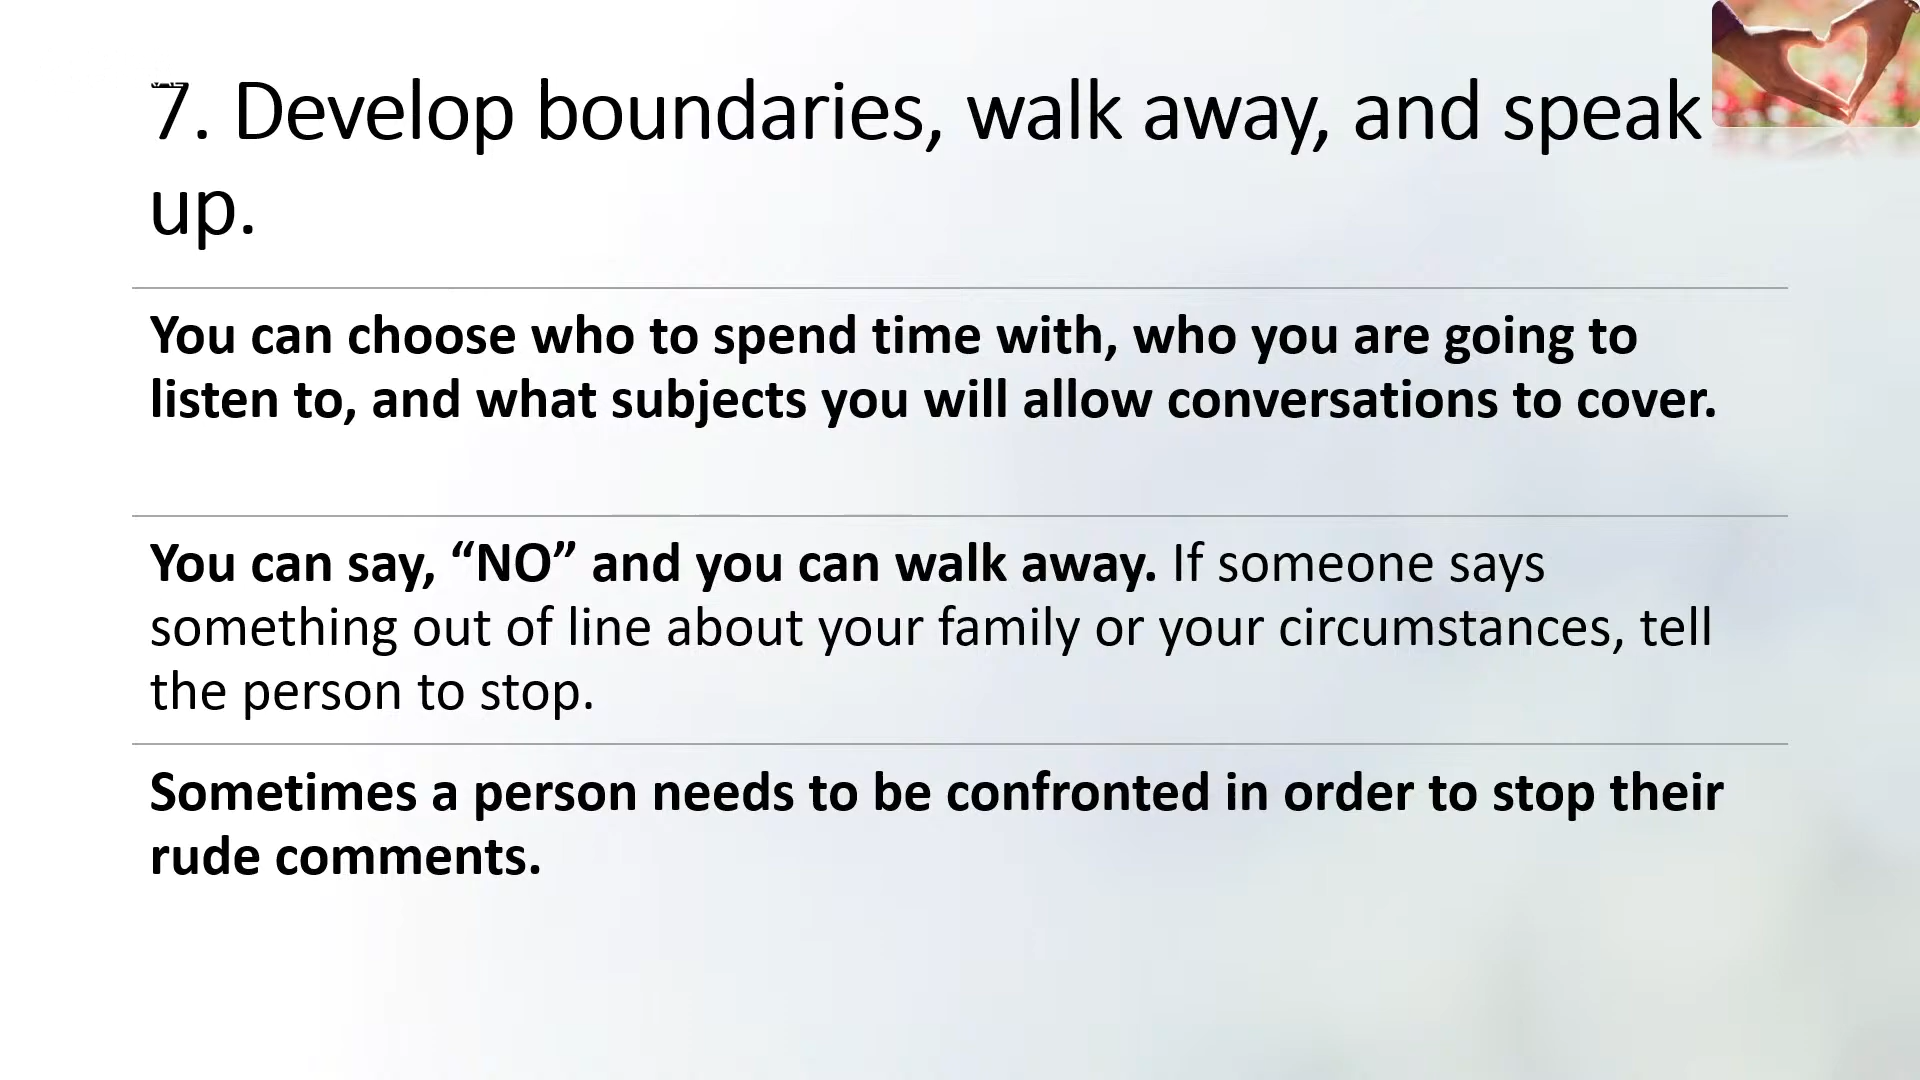 7. Develop boundaries, walk away, and speak
up.
You can choose who to spend time with, who you are going to
listen to, and what subjects you will allow conversations to cover.
You can say, “NO” and you can walk away. If someone says
something out of line about your family or your circumstances, tell
the person to stop.
Sometimes a person needs to be confronted in order to stop their
rude comments.